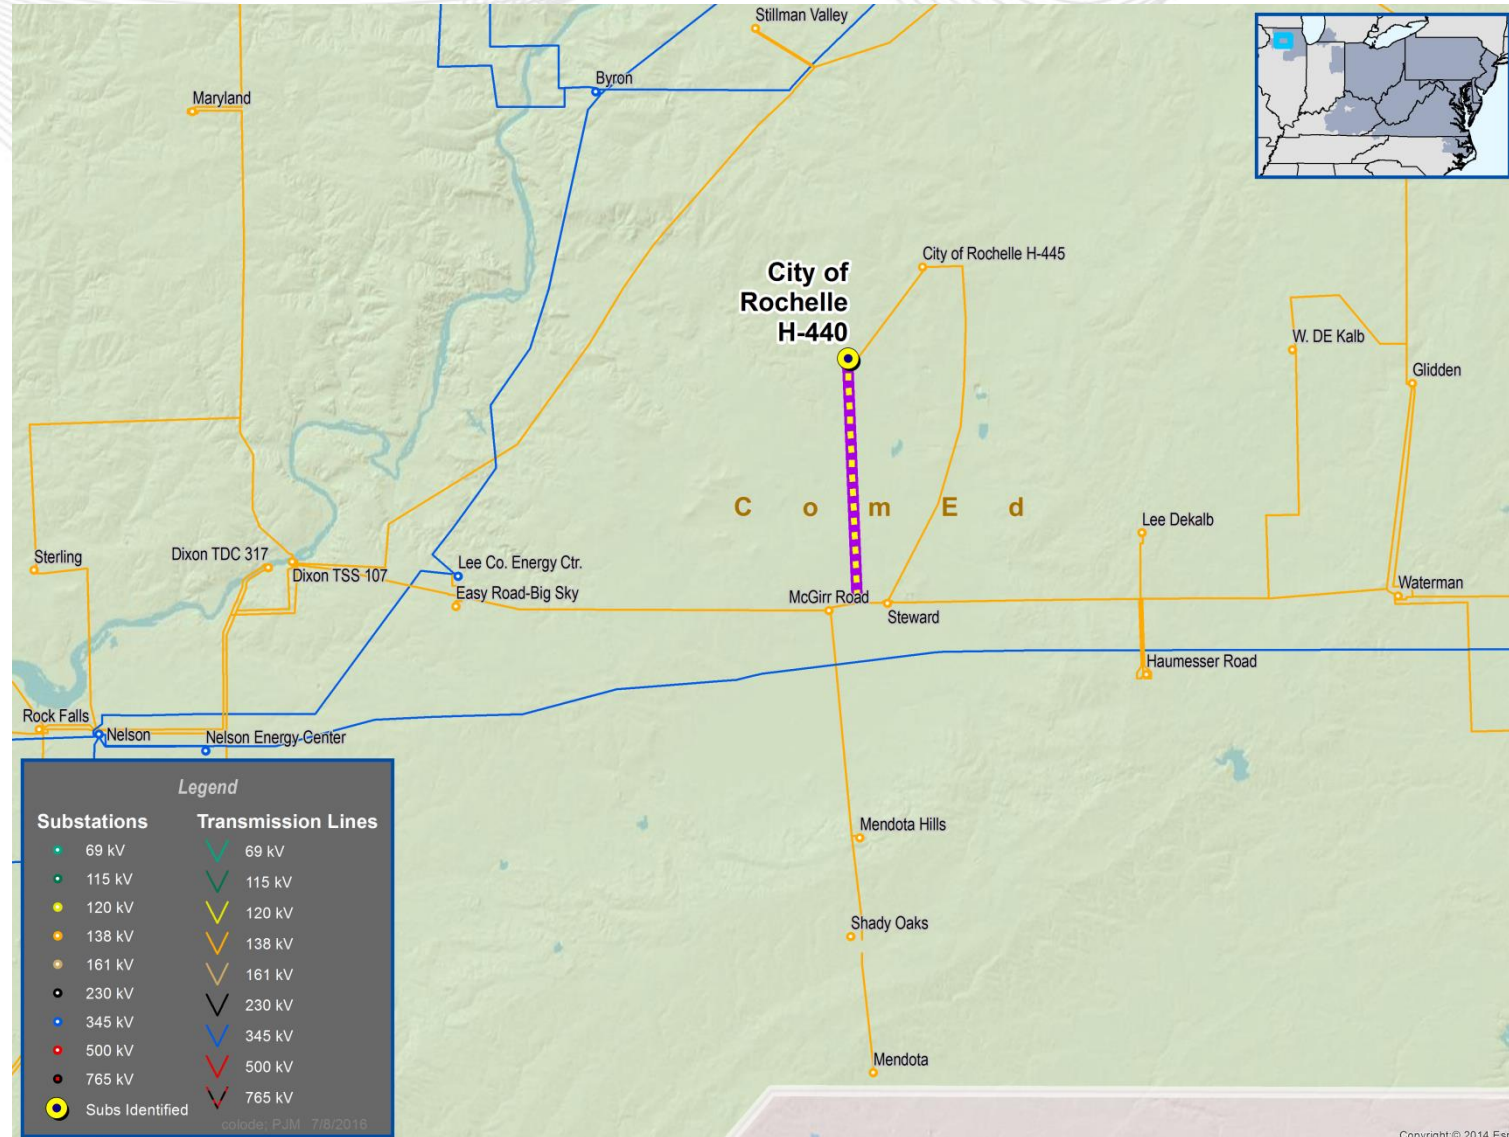 Stillman Valley
Byron
Maryland
City of Rochelle H-445
City of
Rochelle
H-440
W. DE Kalb
Glidden
C o m E d
Lee Dekalb
Sterling
Dixon TDC 317
Dixon TSS 107
Lee Co. Energy Ctr.
Easy Road-Big Sky
McGirr Road
Steward
Waterman
Haumesser Road
Rock Falls
Nelson
Nelson Energy Center
Mendota Hills
Shady Oaks
Mendota
Legend
Substations
69 kV
115 kV
120 kV
138 kV
161 kV
230 kV
345 kV
500 kV
765 kV
Subs Identified
Transmission Lines
69 kV
115 kV
120 kV
138 kV
161 kV
230 kV
345 kV
500 kV
765 kV
colode; PJM 7/8/2016
Copyright:© 2014 Esr